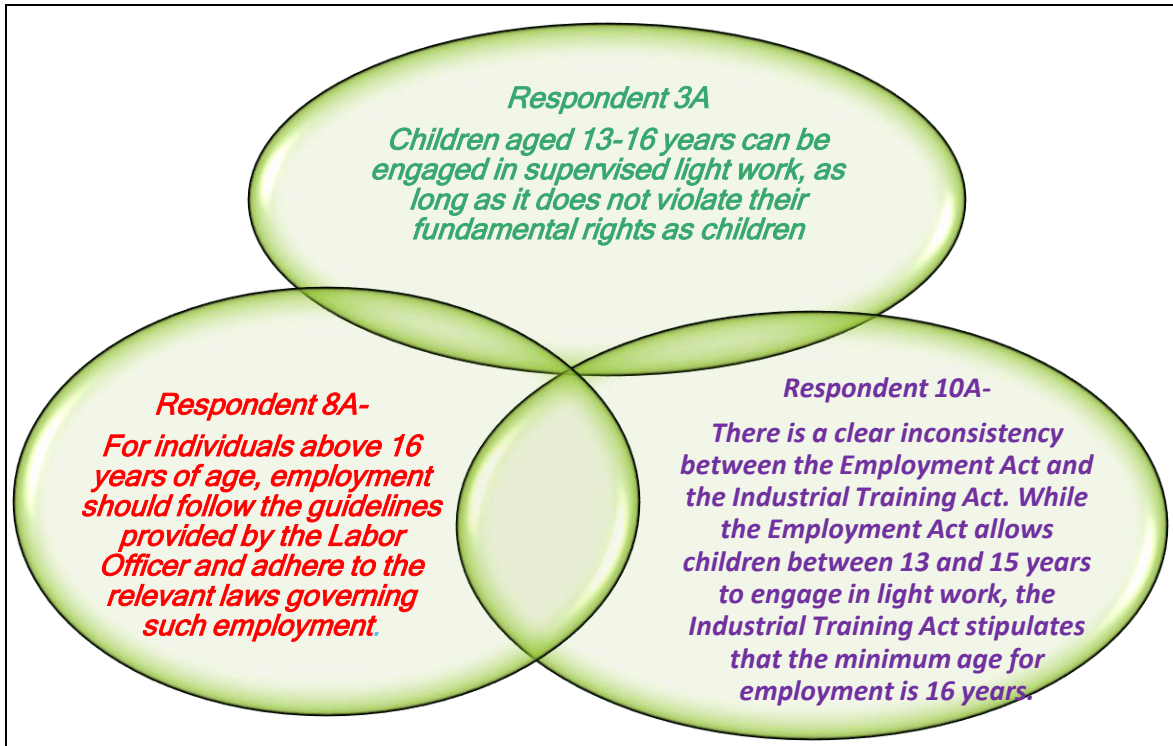 Respondent 3A
Children aged 13-16 years can be
engaged in supervised light work, as
long as it does not violate their
fundamental rights as children
Respondent 8A-
For individuals above 16
years of age, employment
should follow the guidelines
provided by the Labor
Officer and adhere to the
relevant laws governing
such employment.
Respondent 10A-
There is a clear inconsistency
between the Employment Act and
the Industrial Training Act. While
the Employment Act allows
children between 13 and 15 years
to engage in light work, the
Industrial Training Act stipulates
that the minimum age for
employment is 16 years.